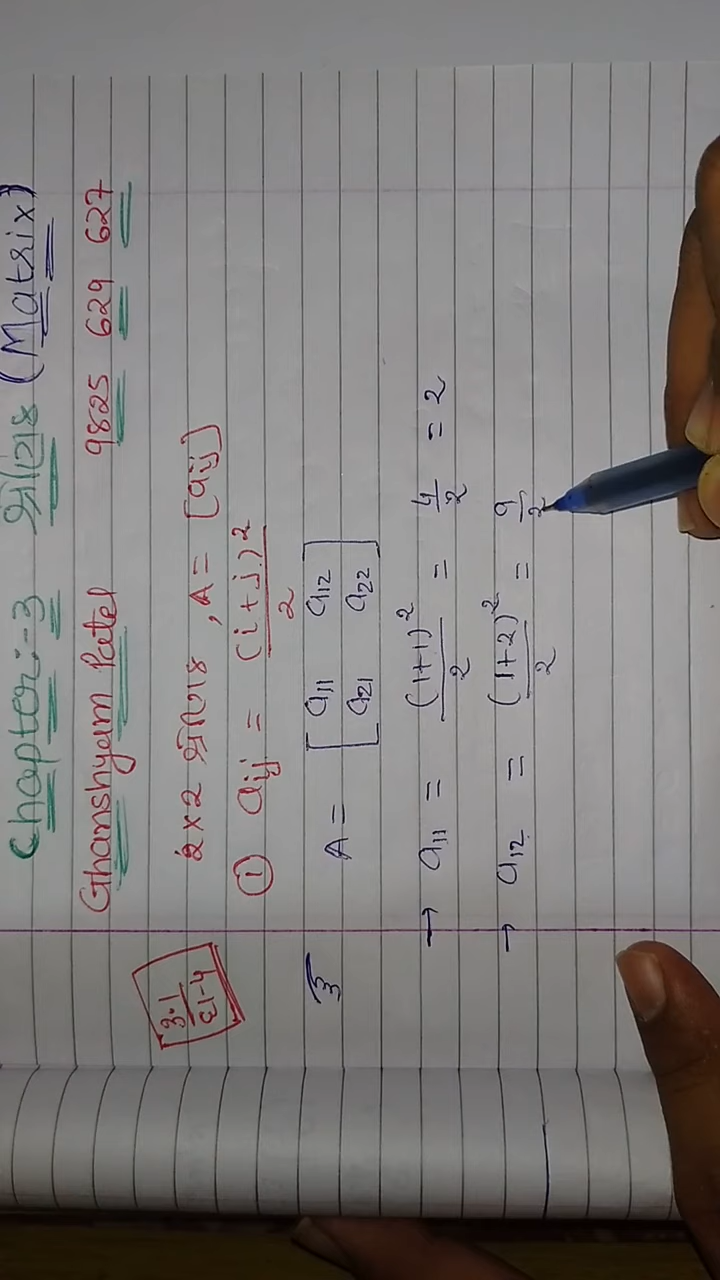 Chapter:-3 શ્રેણિક (Matrix)
Ghanshyam Patel 9825 629 627
3.1
દા-4
2×2 શ્રેણિક , A = [aij]
① aij = (i+j)²/2
A = [a11 a12
a21 a22]
→ a11 = (1+1)²/2 = 4/2 = 2
→ a12 = (1+2)²/2 = 9/2